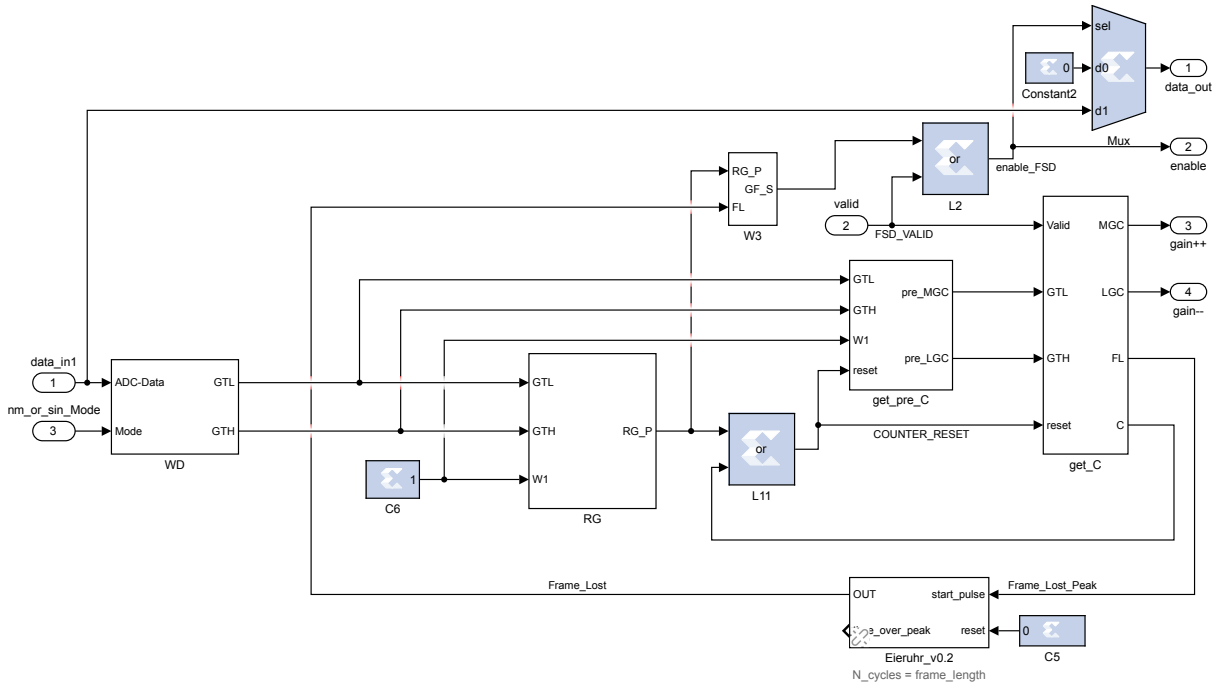 sel
0
Constant2
d0
1
data_out
d1
Mux
2
enable
or
enable_FSD
L2
RG_P
GF_S
FL
W3
valid
2
FSD_VALID
Valid
MGC
3
gain++
GTL
LGC
4
gain--
GTH
FL
reset
C
get_C
GTL
pre_MGC
GTH
W1
pre_LGC
reset
get_pre_C
COUNTER_RESET
data_in1
1
nm_or_sin_Mode
3
ADC-Data
GTL
Mode
GTH
WD
GTL
GTH
RG_P
W1
RG
1
C6
or
L11
Frame_Lost
Frame_Lost_Peak
OUT
start_pulse
e_over_peak
reset
Eieruhr_v0.2
N_cycles = frame_length
0
C5